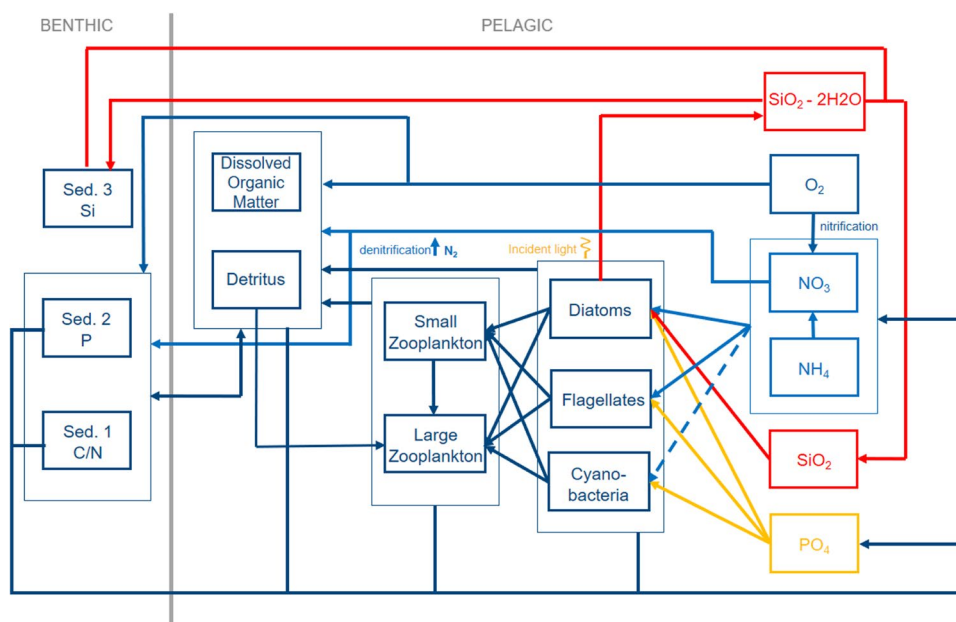 BENTHIC
PELAGIC
SiO₂ - 2H2O
Dissolved
Organic
Matter
O₂
Sed. 3
Si
nitrification
denitrification
N₂
Incident light
NO₃
Detritus
Sed. 2
P
Small
Zooplankton
Diatoms
NH₄
Flagellates
Sed. 1
C/N
Large
Zooplankton
SiO₂
Cyano-
bacteria
PO₄